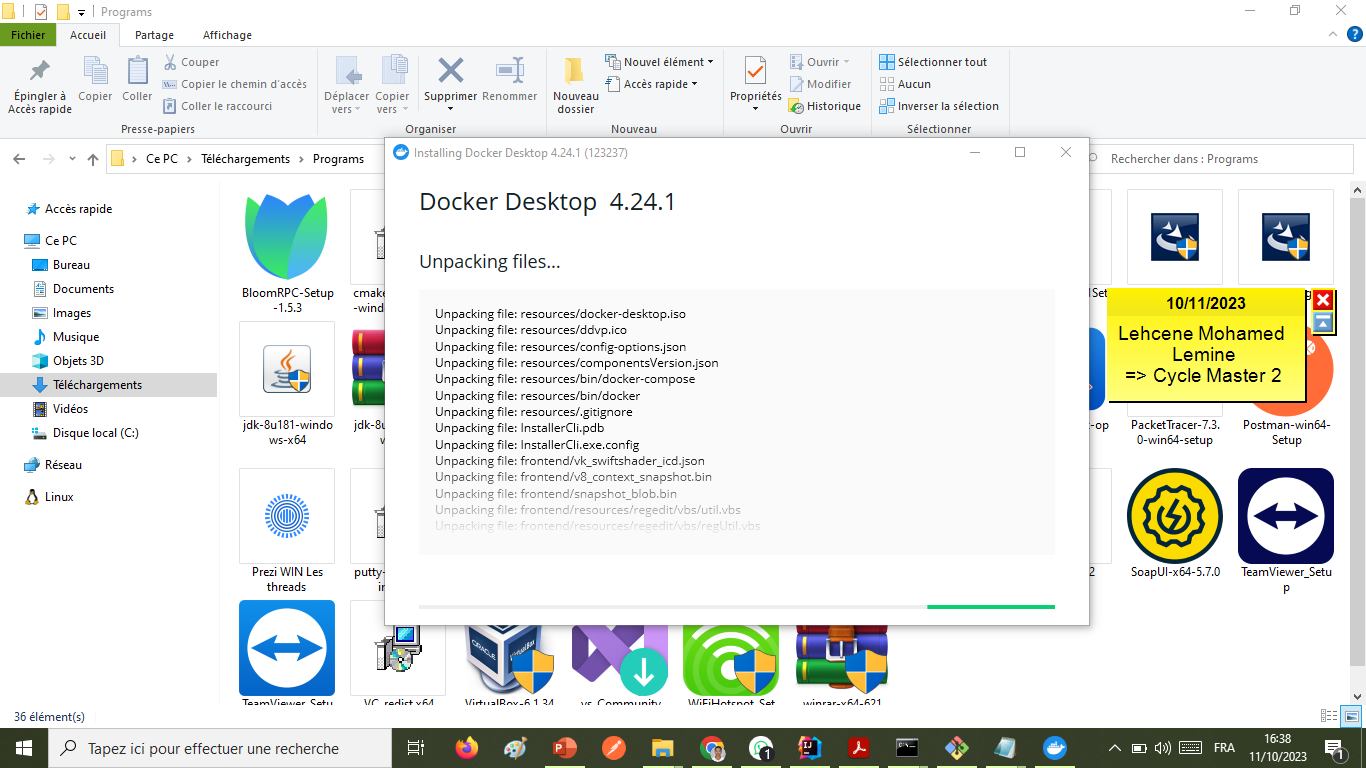 Programs
Fichier
Accueil
Partage
Affichage
Épingler à
Accès rapide
Copier
Coller
Couper
Copier le chemin d'accès
Coller le raccourci
Presse-papiers
Déplacer
vers
Copier
vers
Supprimer
Renommer
Organiser
Nouveau
dossier
Nouvel élément
Accès rapide
Nouveau
Propriétés
Ouvrir
Modifier
Historique
Ouvrir
Sélectionner tout
Aucun
Inverser la sélection
Sélectionner
Ce PC
Téléchargements
Programs
Rechercher dans : Programs
Accès rapide
Ce PC
Bureau
Documents
Images
Musique
Objets 3D
Téléchargements
Vidéos
Disque local (C:)
Réseau
Linux
BloomRPC-Setup
-1.5.3
jdk-8u181-windo
ws-x64
PacketTracer-7.3.
0-win64-setup
Postman-win64-
Setup
Prezi WIN Les
threads
SoapUI-x64-5.7.0
TeamViewer_Setu
p
TeamViewer_Setu
VC_redist.x64
ORACLE
VirtualBox-6.1.34
vs_Community
WiFiHotspot_Set
winrar-x64-621
Installing Docker Desktop 4.24.1 (123237)
Docker Desktop 4.24.1
Unpacking files...
Unpacking file: resources/docker-desktop.iso
Unpacking file: resources/ddvp.ico
Unpacking file: resources/config-options.json
Unpacking file: resources/componentsVersion.json
Unpacking file: resources/bin/docker-compose
Unpacking file: resources/bin/docker
Unpacking file: resources/.gitignore
Unpacking file: InstallerCli.pdb
Unpacking file: InstallerCli.exe.config
Unpacking file: frontend/vk_swiftshader_icd.json
Unpacking file: frontend/v8_context_snapshot.bin
Unpacking file: frontend/snapshot_blob.bin
Unpacking file: frontend/resources/regedit/vbs/util.vbs
Unpacking file: frontend/resources/regedit/vbs/regUtil.vbs
10/11/2023
Lehcene Mohamed
Lemine
=> Cycle Master 2
36 élément(s)
Tapez ici pour effectuer une recherche
FRA
16:38
11/10/2023
1